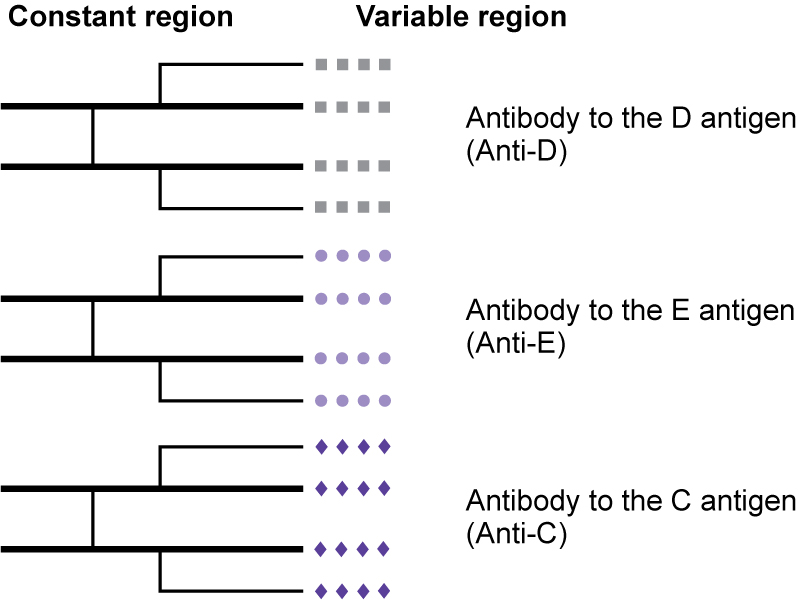 Constant region
Variable region
Antibody to the D antigen
(Anti-D)
Antibody to the E antigen
(Anti-E)
Antibody to the C antigen
(Anti-C)